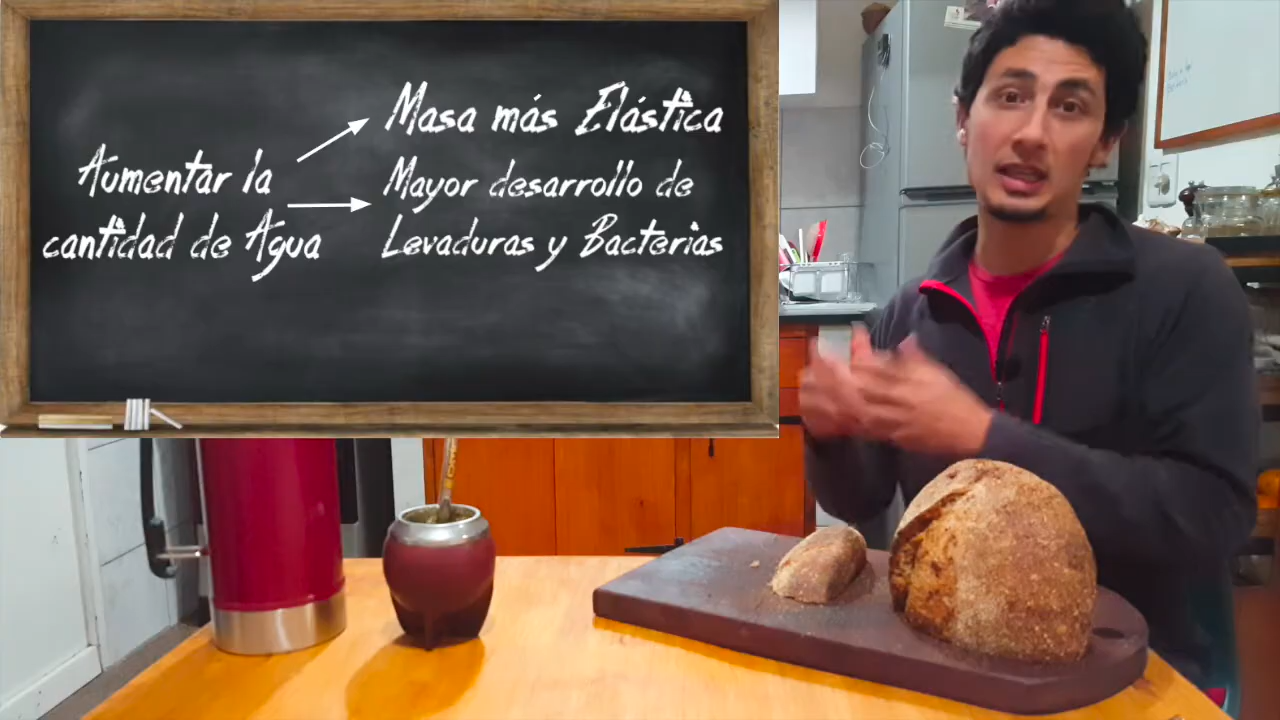 Masa más Elástica
Aumentar la
cantidad de Agua
Mayor desarrollo de
Levaduras y Bacterias